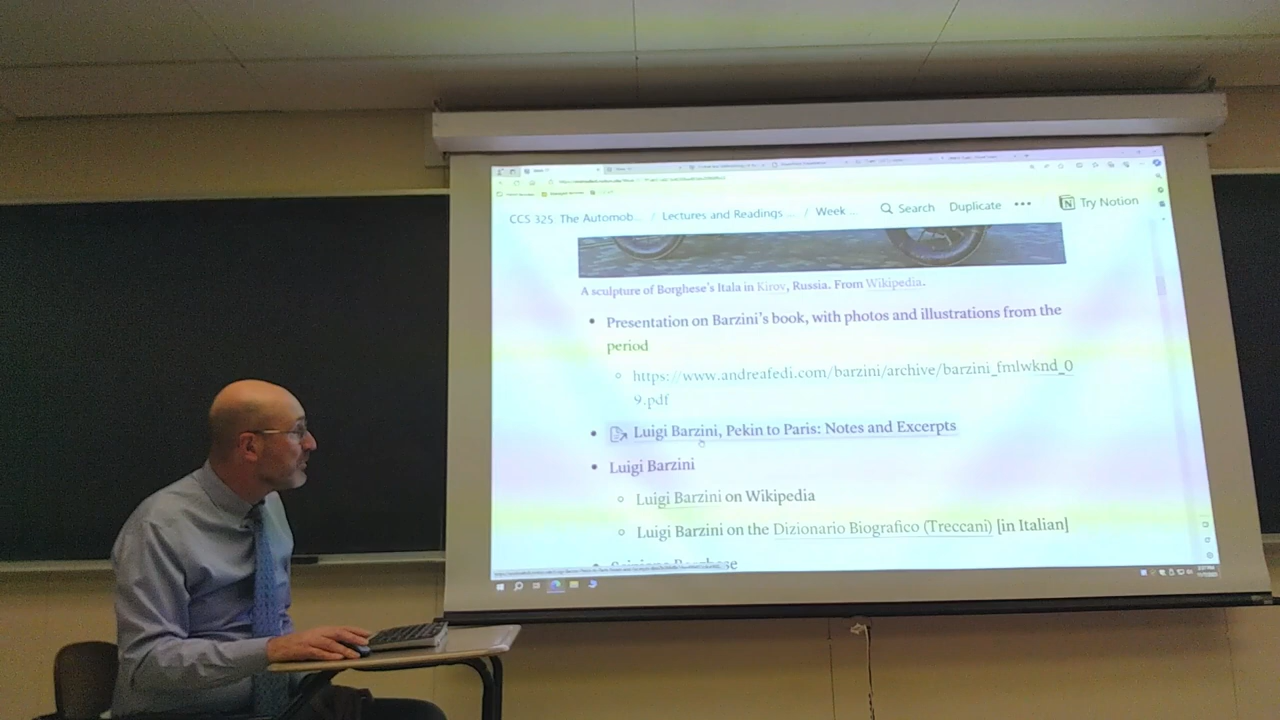 CCS 325: The Automob... / Lectures and Readings ... / Week ... Search Duplicate ••• Try Notion
A sculpture of Borghese's Itala in Kirov, Russia. From Wikipedia.
• Presentation on Barzini's book, with photos and illustrations from the
period
○ https://www.andreafedi.com/barzini/archive/barzini_fmlwknd_0
9.pdf
• Luigi Barzini, Pekin to Paris: Notes and Excerpts
• Luigi Barzini
○ Luigi Barzini on Wikipedia
○ Luigi Barzini on the Dizionario Biografico (Treccani) [in Italian]